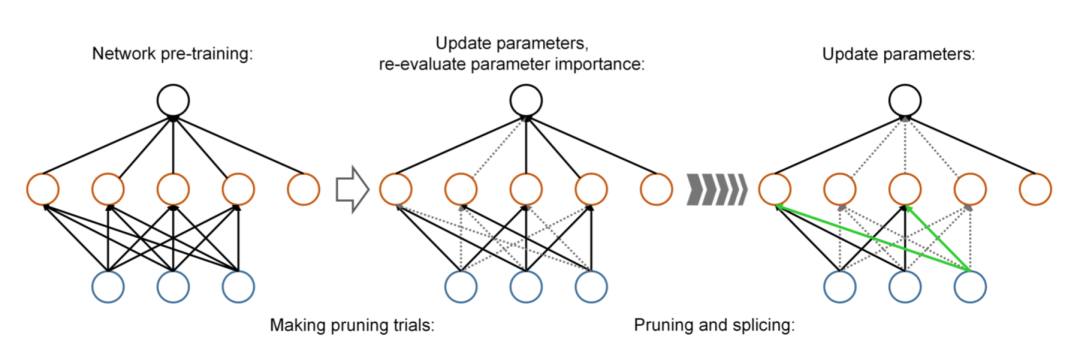 Network pre-training:
Update parameters,
re-evaluate parameter importance:
Update parameters:
Making pruning trials:
Pruning and splicing: